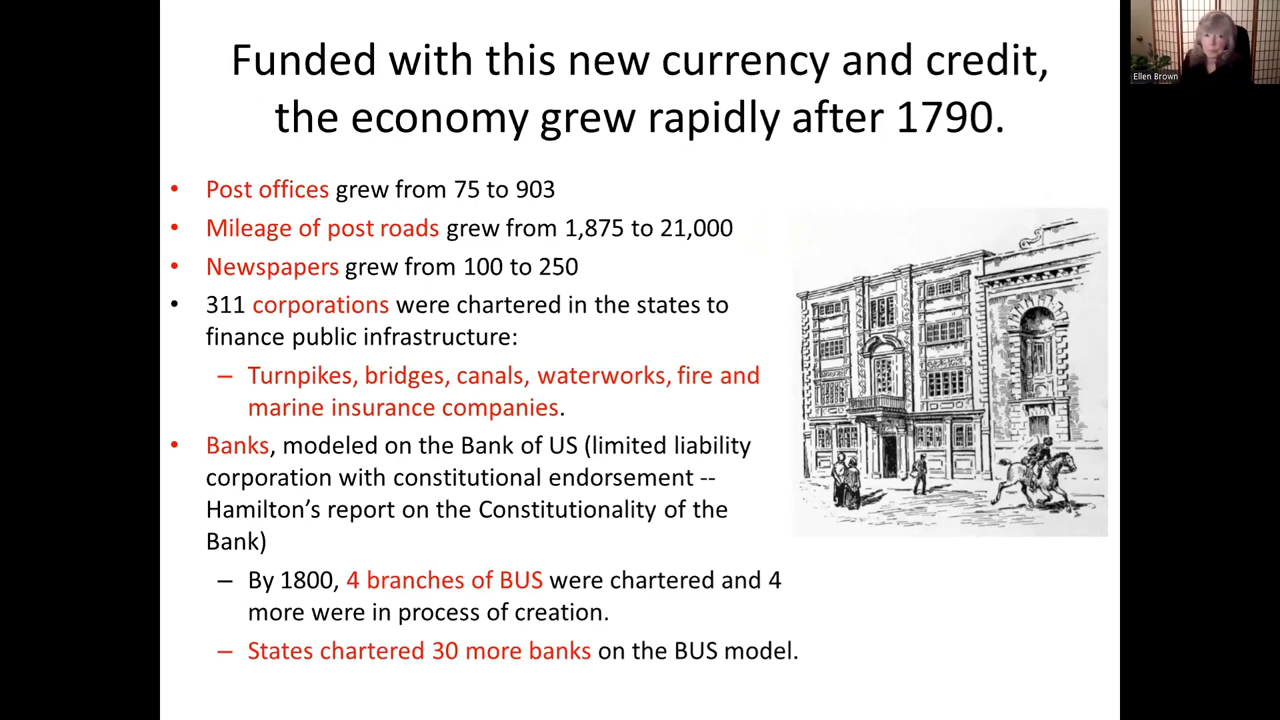 Funded with this new currency and credit,
the economy grew rapidly after 1790.
• Post offices grew from 75 to 903
• Mileage of post roads grew from 1,875 to 21,000
• Newspapers grew from 100 to 250
• 311 corporations were chartered in the states to
finance public infrastructure:
– Turnpikes, bridges, canals, waterworks, fire and
marine insurance companies.
• Banks, modeled on the Bank of US (limited liability
corporation with constitutional endorsement --
Hamilton’s report on the Constitutionality of the
Bank)
– By 1800, 4 branches of BUS were chartered and 4
more were in process of creation.
– States chartered 30 more banks on the BUS model.
Ellen Brown